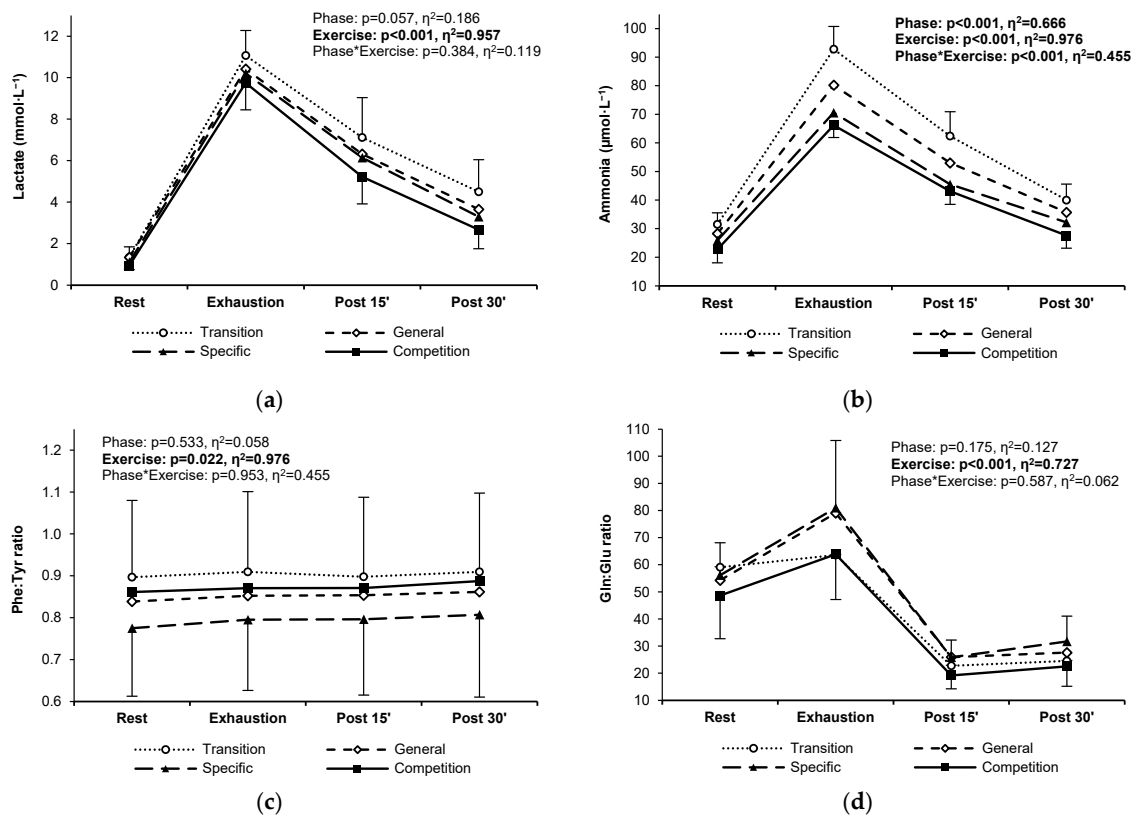 Phase: p=0.057, η²=0.186
Exercise: p<0.001, η²=0.957
Phase*Exercise: p=0.384, η²=0.119
Lactate (mmol·L⁻¹)
12
10
8
6
4
2
0
Rest Exhaustion Post 15' Post 30'
Transition General
Specific Competition
(a)
Phase: p<0.001, η²=0.666
Exercise: p<0.001, η²=0.976
Phase*Exercise: p<0.001, η²=0.455
Ammonia (µmol·L⁻¹)
100
90
80
70
60
50
40
30
20
10
Rest Exhaustion Post 15' Post 30'
Transition General
Specific Competition
(b)
Phase: p=0.533, η²=0.058
Exercise: p=0.022, η²=0.976
Phase*Exercise: p=0.953, η²=0.455
Phe:Tyr ratio
1.2
1.1
1.0
0.9
0.8
0.7
0.6
Rest Exhaustion Post 15' Post 30'
Transition General
Specific Competition
(c)
Phase: p=0.175, η²=0.127
Exercise: p<0.001, η²=0.727
Phase*Exercise: p=0.587, η²=0.062
Gln:Glu ratio
110
100
90
80
70
60
50
40
30
20
10
Rest Exhaustion Post 15' Post 30'
Transition General
Specific Competition
(d)